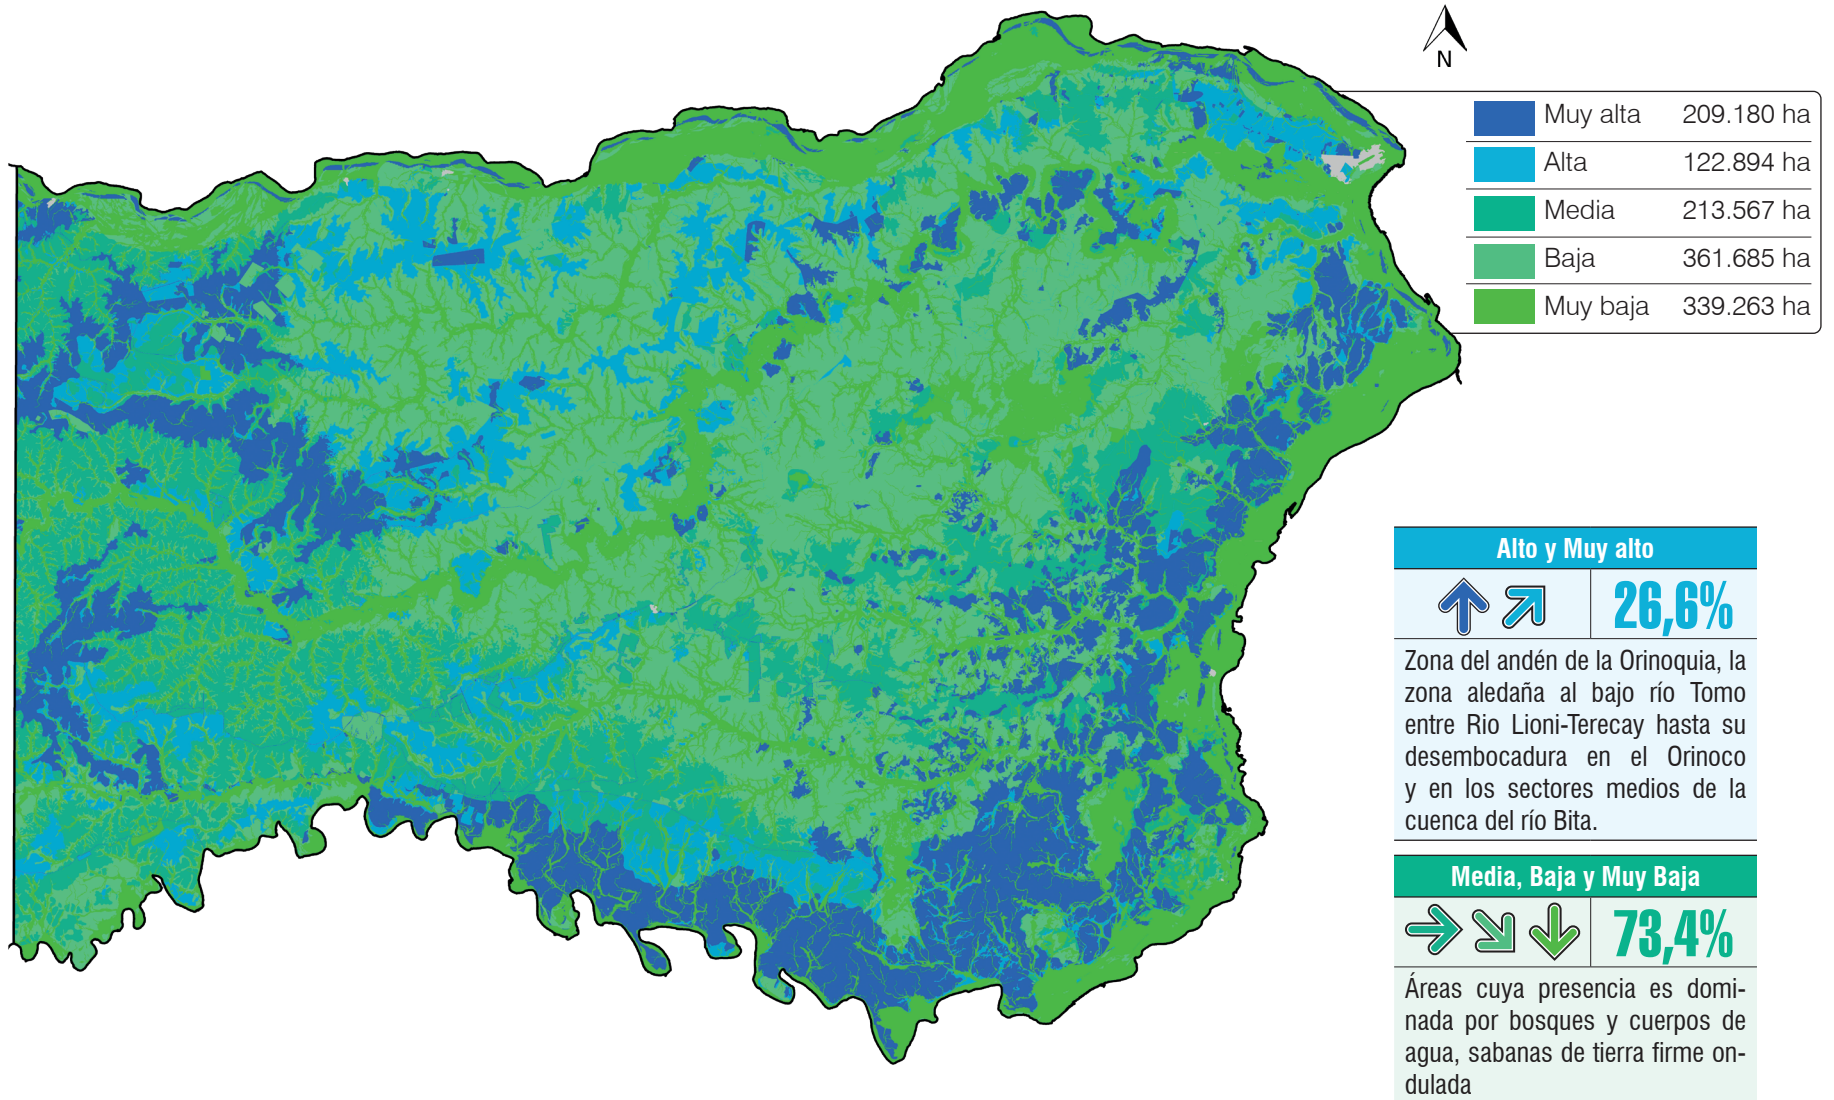 N
Muy alta 209.180 ha
Alta 122.894 ha
Media 213.567 ha
Baja 361.685 ha
Muy baja 339.263 ha
Alto y Muy alto
26,6%
Zona del andén de la Orinoquia, la
zona aledaña al bajo río Tomo
entre Rio Lioni-Terecay hasta su
desembocadura en el Orinoco
y en los sectores medios de la
cuenca del río Bita.
Media, Baja y Muy Baja
73,4%
Áreas cuya presencia es domi-
nada por bosques y cuerpos de
agua, sabanas de tierra firme on-
dulada